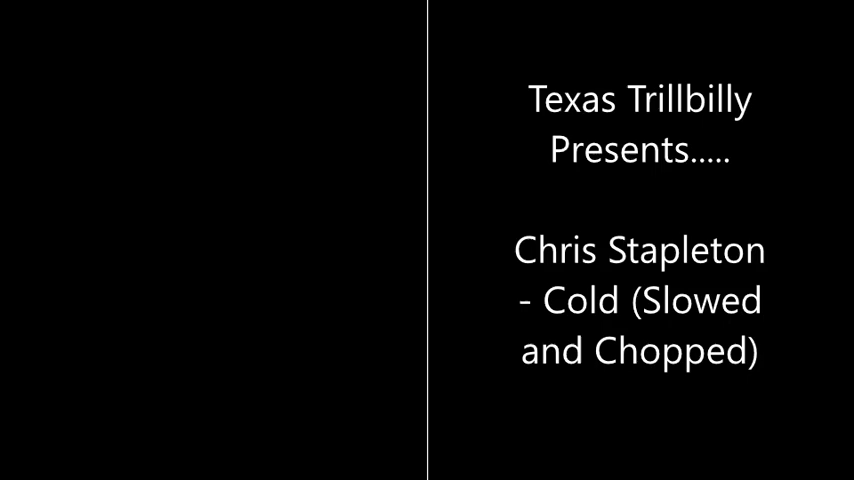 Texas Trillbilly
Presents.....
Chris Stapleton
- Cold (Slowed
and Chopped)